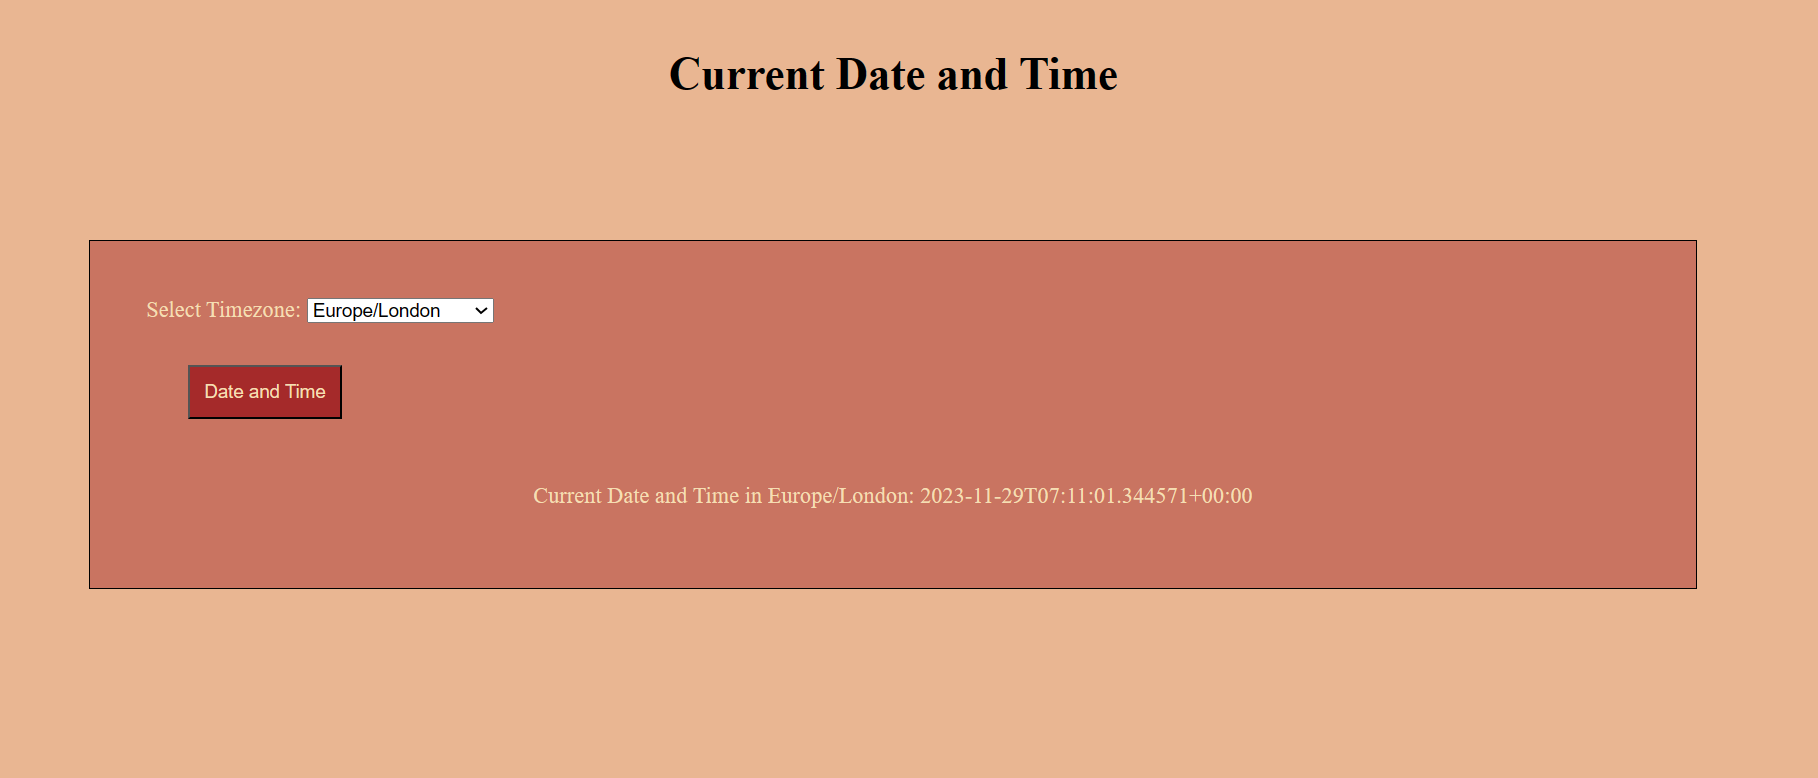 Current Date and Time
Select Timezone: Europe/London
Date and Time
Current Date and Time in Europe/London: 2023-11-29T07:11:01.344571+00:00